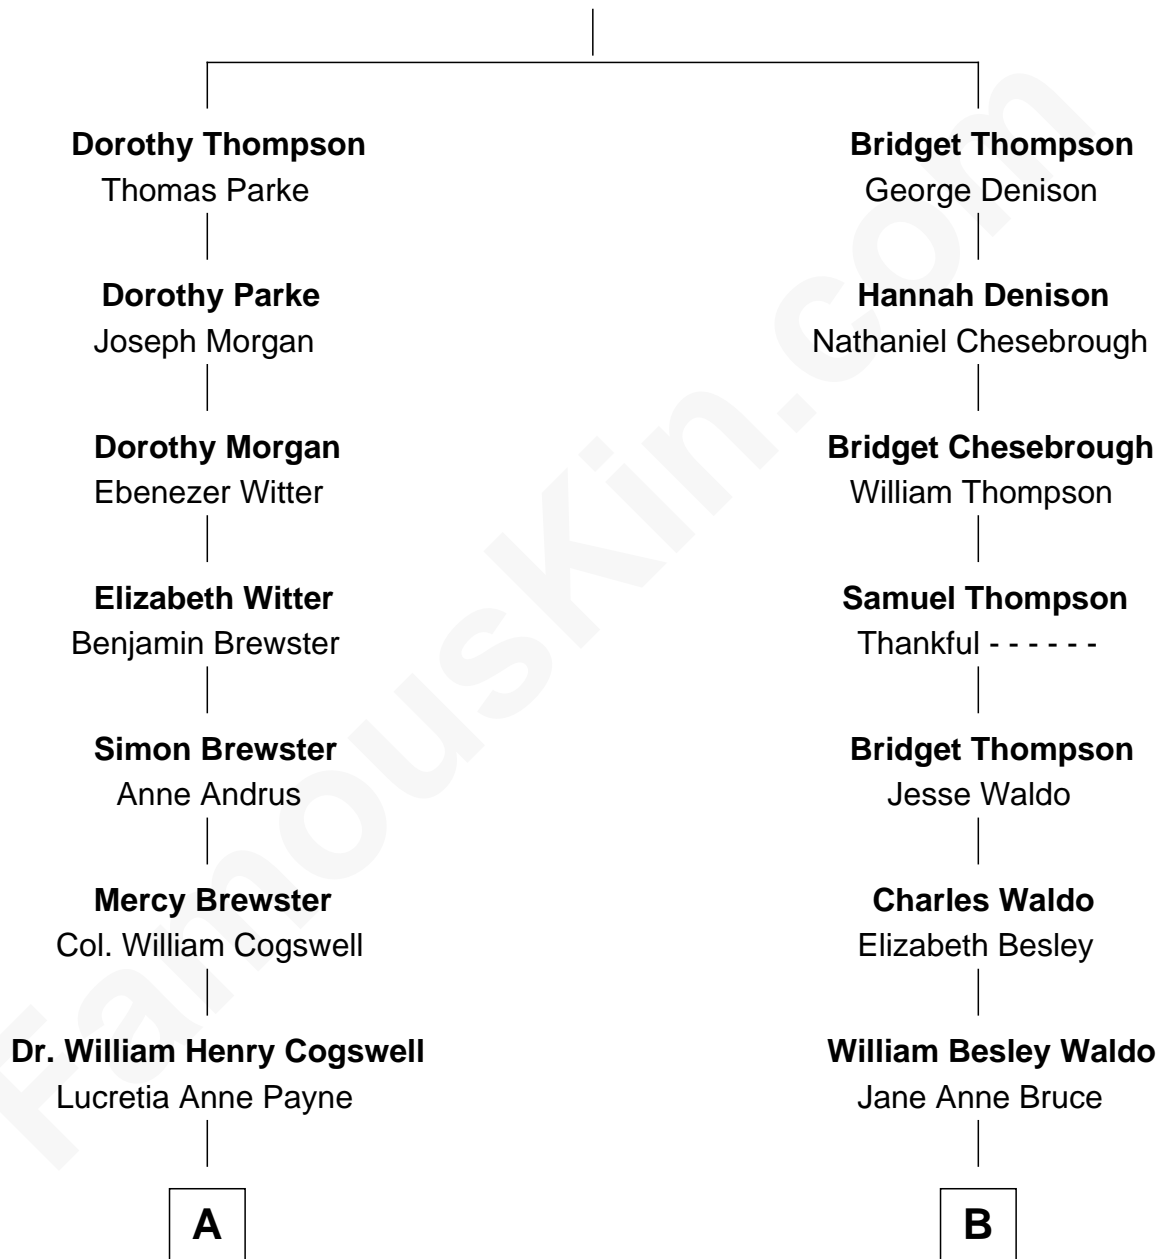 Dorothy Thompson
Thomas Parke
Dorothy Parke
Joseph Morgan
Dorothy Morgan
Ebenezer Witter
Elizabeth Witter
Benjamin Brewster
Simon Brewster
Anne Andrus
Mercy Brewster
Col. William Cogswell
Dr. William Henry Cogswell
Lucretia Anne Payne
A
Bridget Thompson
George Denison
Hannah Denison
Nathaniel Chesebrough
Bridget Chesebrough
William Thompson
Samuel Thompson
Thankful - - - - - -
Bridget Thompson
Jesse Waldo
Charles Waldo
Elizabeth Besley
William Besley Waldo
Jane Anne Bruce
B
FamousKin.com